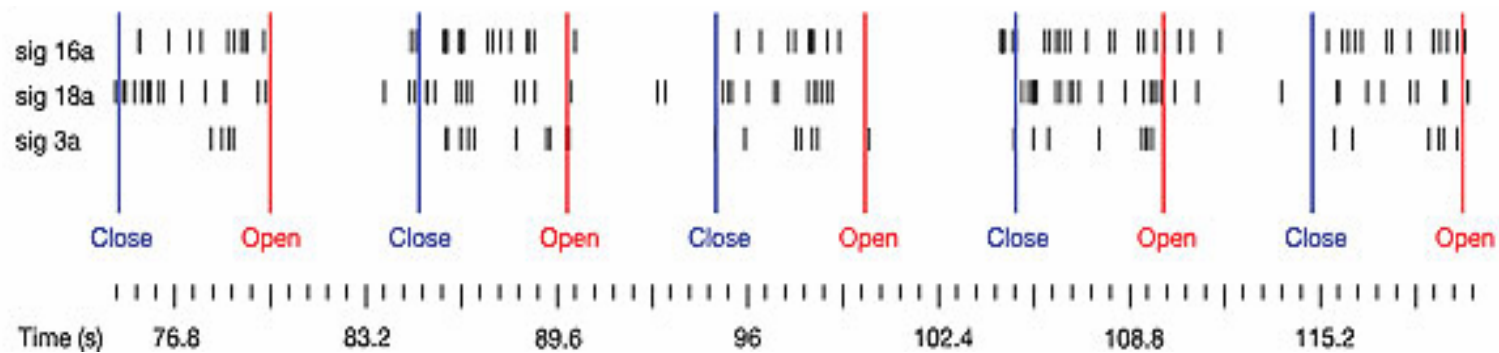 sig 16a
sig 18a
sig 3a
Close Open Close Open Close Open Close Open Close Open
Time (s) 76.8 83.2 89.6 96 102.4 108.8 115.2